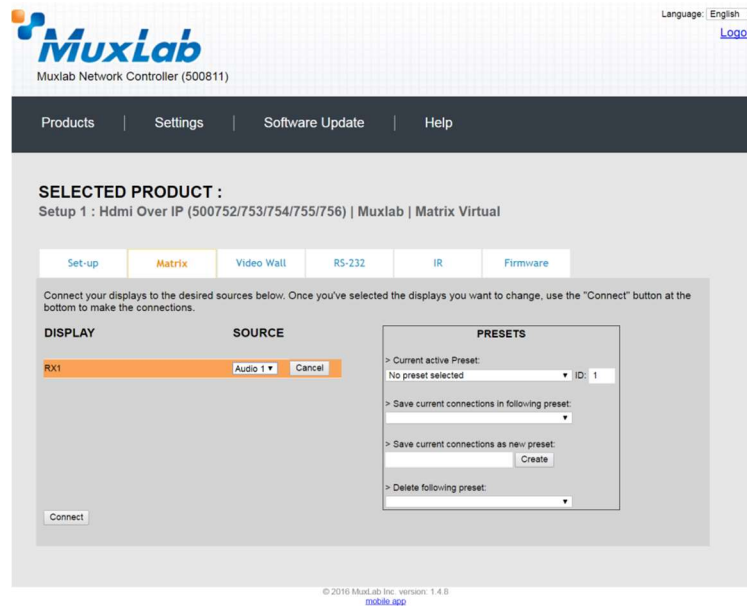 Language: English
Logo
MuxLab
Muxlab Network Controller (500811)
Products | Settings | Software Update | Help
SELECTED PRODUCT :
Setup 1 : Hdmi Over IP (500752/753/754/755/756) | Muxlab | Matrix Virtual
Set-up Matrix Video Wall RS-232 IR Firmware
Connect your displays to the desired sources below. Once you've selected the displays you want to change, use the "Connect" button at the
bottom to make the connections.
DISPLAY SOURCE
RX1 Audio 1 Cancel
PRESETS
> Current active Preset:
No preset selected ID: 1
> Save current connections in following preset:
> Save current connections as new preset:
Create
> Delete following preset:
Connect
© 2016 MuxLab Inc. version: 1.4.8
mobile app